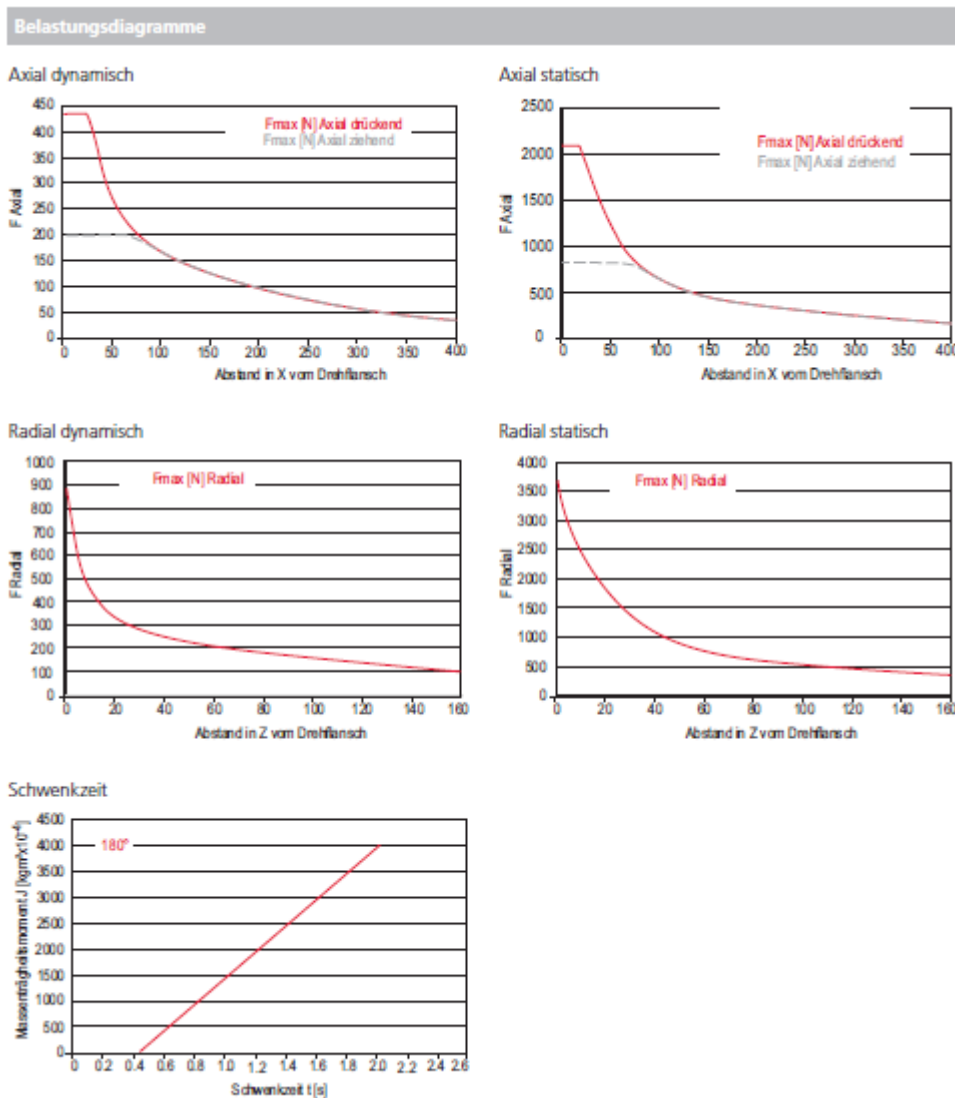 Belastungsdiagramme
Axial dynamisch
Axial statisch
450
400
350
300
250
200
150
100
50
0
F Axial
Fmax [N] Axial drückend
Fmax [N] Axial ziehend
0 50 100 150 200 250 300 350 400
Abstand in X vom Drehflansch
2500
2000
1500
1000
500
0
F Axial
Fmax [N] Axial drückend
Fmax [N] Axial ziehend
0 50 100 150 200 250 300 350 400
Abstand in X vom Drehflansch
Radial dynamisch
Radial statisch
1000
900
800
700
600
500
400
300
200
100
0
F Radial
Fmax [N] Radial
0 20 40 60 80 100 120 140 160
Abstand in Z vom Drehflansch
4000
3500
3000
2500
2000
1500
1000
500
0
F Radial
Fmax [N] Radial
0 20 40 60 80 100 120 140 160
Abstand in Z vom Drehflansch
Schwenkzeit
4500
4000
3500
3000
2500
2000
1500
1000
500
0
Massenträgheitsmoment J [kgm²x10⁻⁴]
180°
0 0.2 0.4 0.6 0.8 1.0 1.2 1.4 1.6 1.8 2.0 2.2 2.4 2.6
Schwenkzeit t [s]